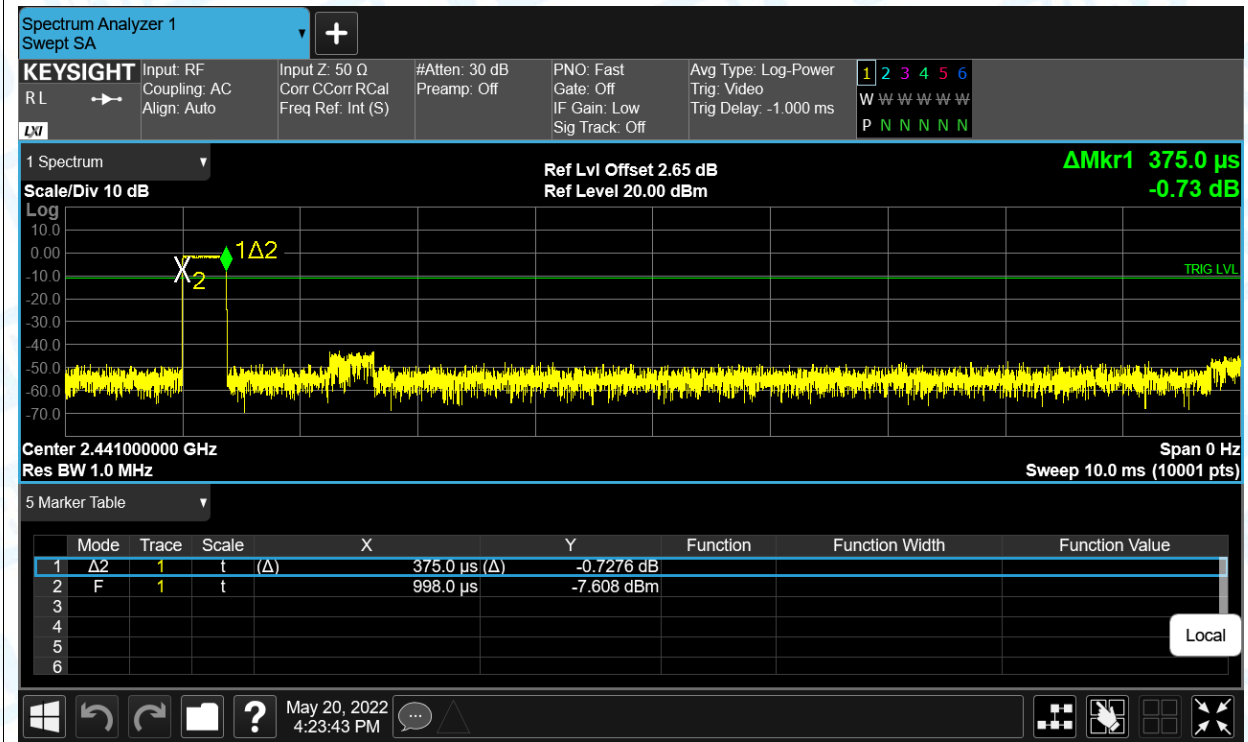 Spectrum Analyzer 1
Swept SA
+
KEYSIGHT
R L
LXI
Input: RF
Coupling: AC
Align: Auto
Input Z: 50 Ω
Corr CCorr RCal
Freq Ref: Int (S)
#Atten: 30 dB
Preamp: Off
PNO: Fast
Gate: Off
IF Gain: Low
Sig Track: Off
Avg Type: Log-Power
Trig: Video
Trig Delay: -1.000 ms
1 2 3 4 5 6
W W W W W W
P N N N N N
1 Spectrum
Scale/Div 10 dB
Ref Lvl Offset 2.65 dB
Ref Level 20.00 dBm
ΔMkr1 375.0 µs
-0.73 dB
Log
10.0
0.00
-10.0
-20.0
-30.0
-40.0
-50.0
-60.0
-70.0
1Δ2
X2
TRIG LVL
Center 2.441000000 GHz
Res BW 1.0 MHz
Span 0 Hz
Sweep 10.0 ms (10001 pts)
5 Marker Table
Mode Trace Scale X Y Function Function Width Function Value
1 Δ2 1 t (Δ) 375.0 µs (Δ) -0.7276 dB
2 F 1 t 998.0 µs -7.608 dBm
3
4
5
6
Local
?
May 20, 2022
4:23:43 PM